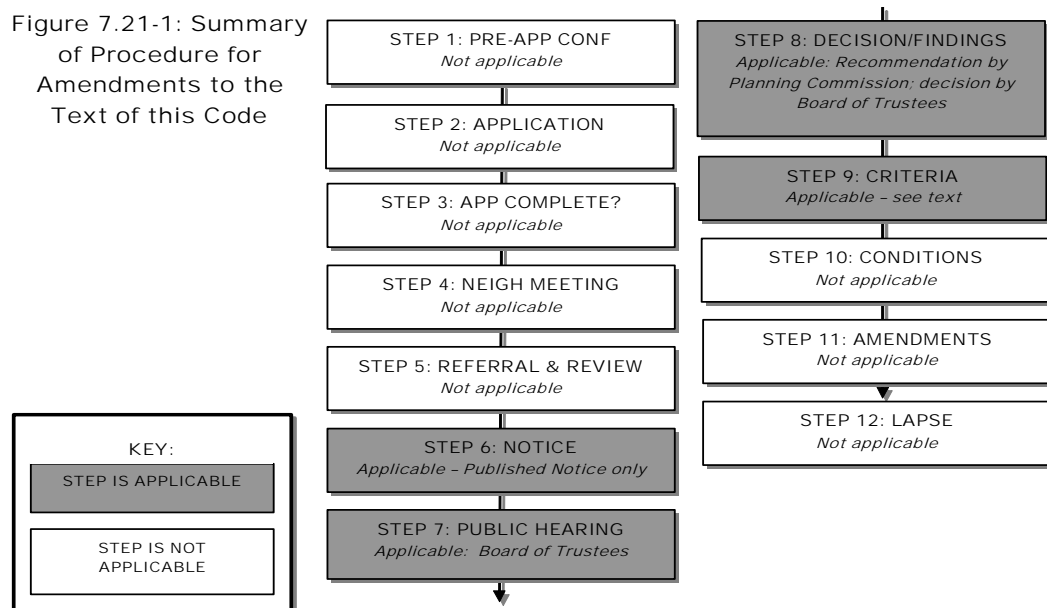 Figure 7.21-1: Summary
of Procedure for
Amendments to the
Text of this Code
STEP 1: PRE-APP CONF
Not applicable
STEP 2: APPLICATION
Not applicable
STEP 3: APP COMPLETE?
Not applicable
STEP 4: NEIGH MEETING
Not applicable
STEP 5: REFERRAL & REVIEW
Not applicable
STEP 6: NOTICE
Applicable – Published Notice only
STEP 7: PUBLIC HEARING
Applicable: Board of Trustees
STEP 8: DECISION/FINDINGS
Applicable: Recommendation by
Planning Commission; decision by
Board of Trustees
STEP 9: CRITERIA
Applicable – see text
STEP 10: CONDITIONS
Not applicable
STEP 11: AMENDMENTS
Not applicable
STEP 12: LAPSE
Not applicable
KEY:
STEP IS APPLICABLE
STEP IS NOT
APPLICABLE